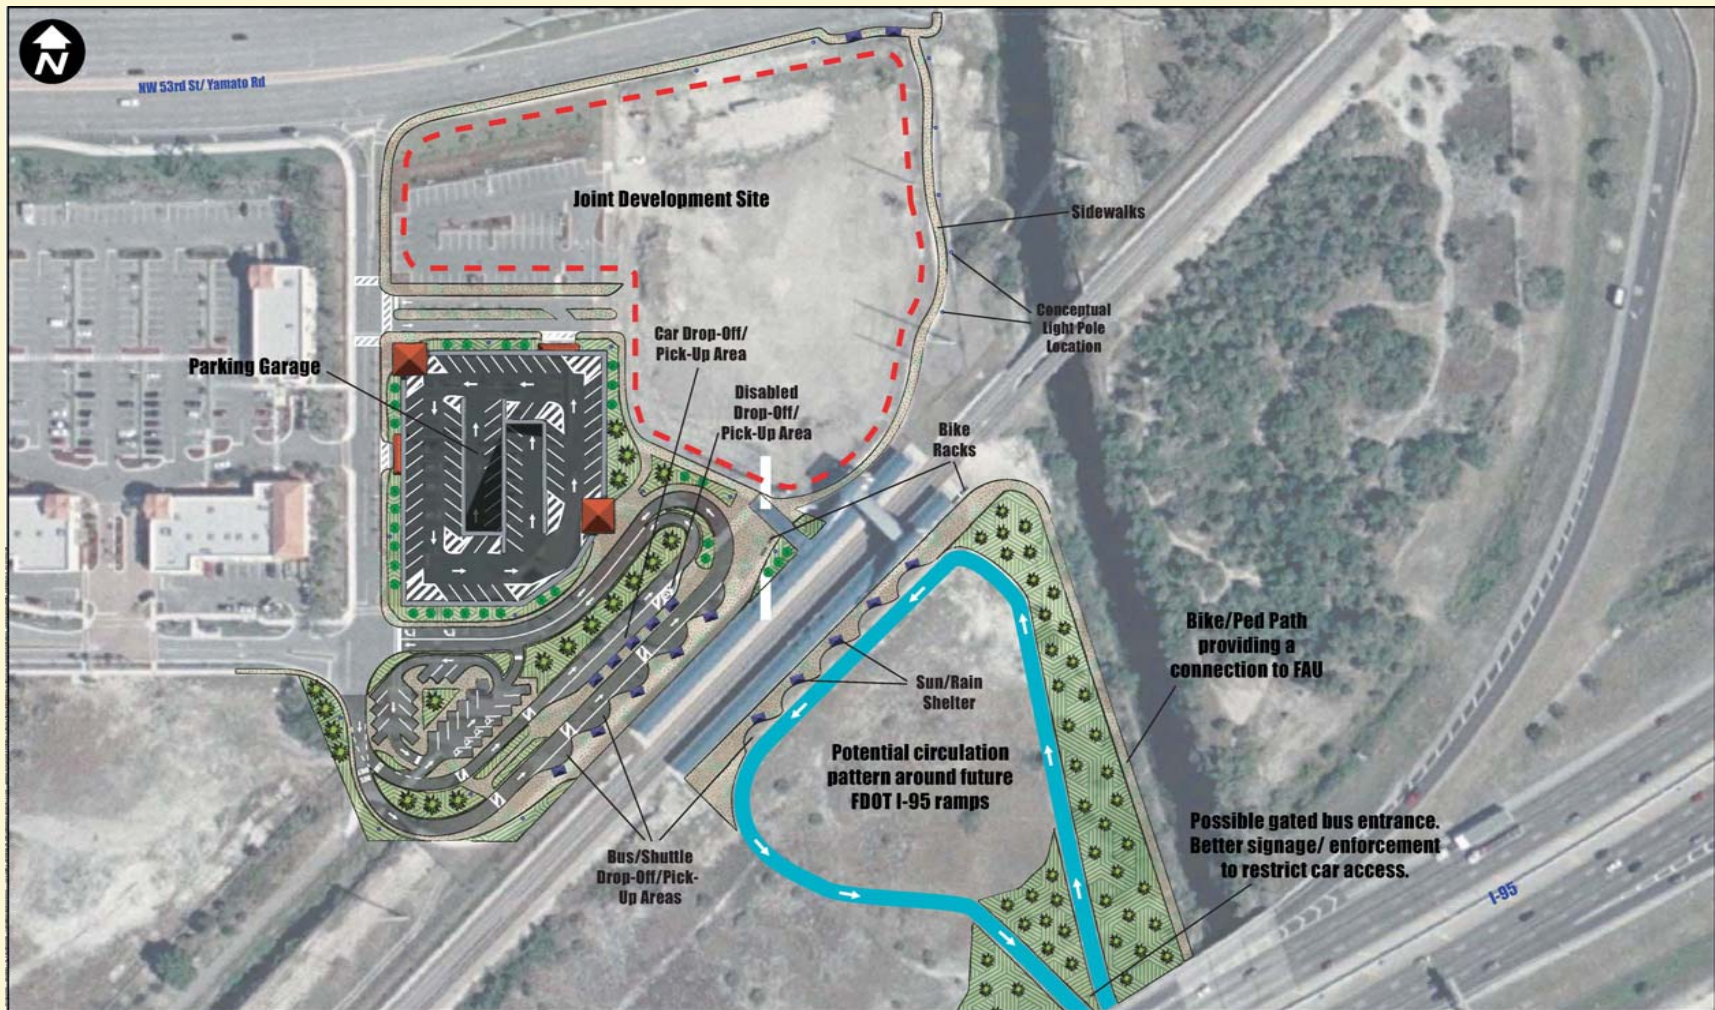 N
NW 53rd St/ Yamato Rd
Joint Development Site
Sidewalks
Conceptual
Light Pole
Location
Car Drop-Off/
Pick-Up Area
Parking Garage
Disabled
Drop-Off/
Pick-Up Area
Bike
Racks
Bike/Ped Path
providing a
connection to FAU
Sun/Rain
Shelter
Potential circulation
pattern around future
FDOT I-95 ramps
Possible gated bus entrance.
Better signage/ enforcement
to restrict car access.
Bus/Shuttle
Drop-Off/Pick-
Up Areas
I-95